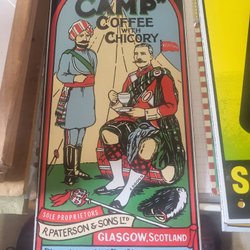 "CAMP"
COFFEE
WITH
CHICORY
SOLE PROPRIETORS
R. PATERSON & SONS LTD
GLASGOW, SCOTLAND
S